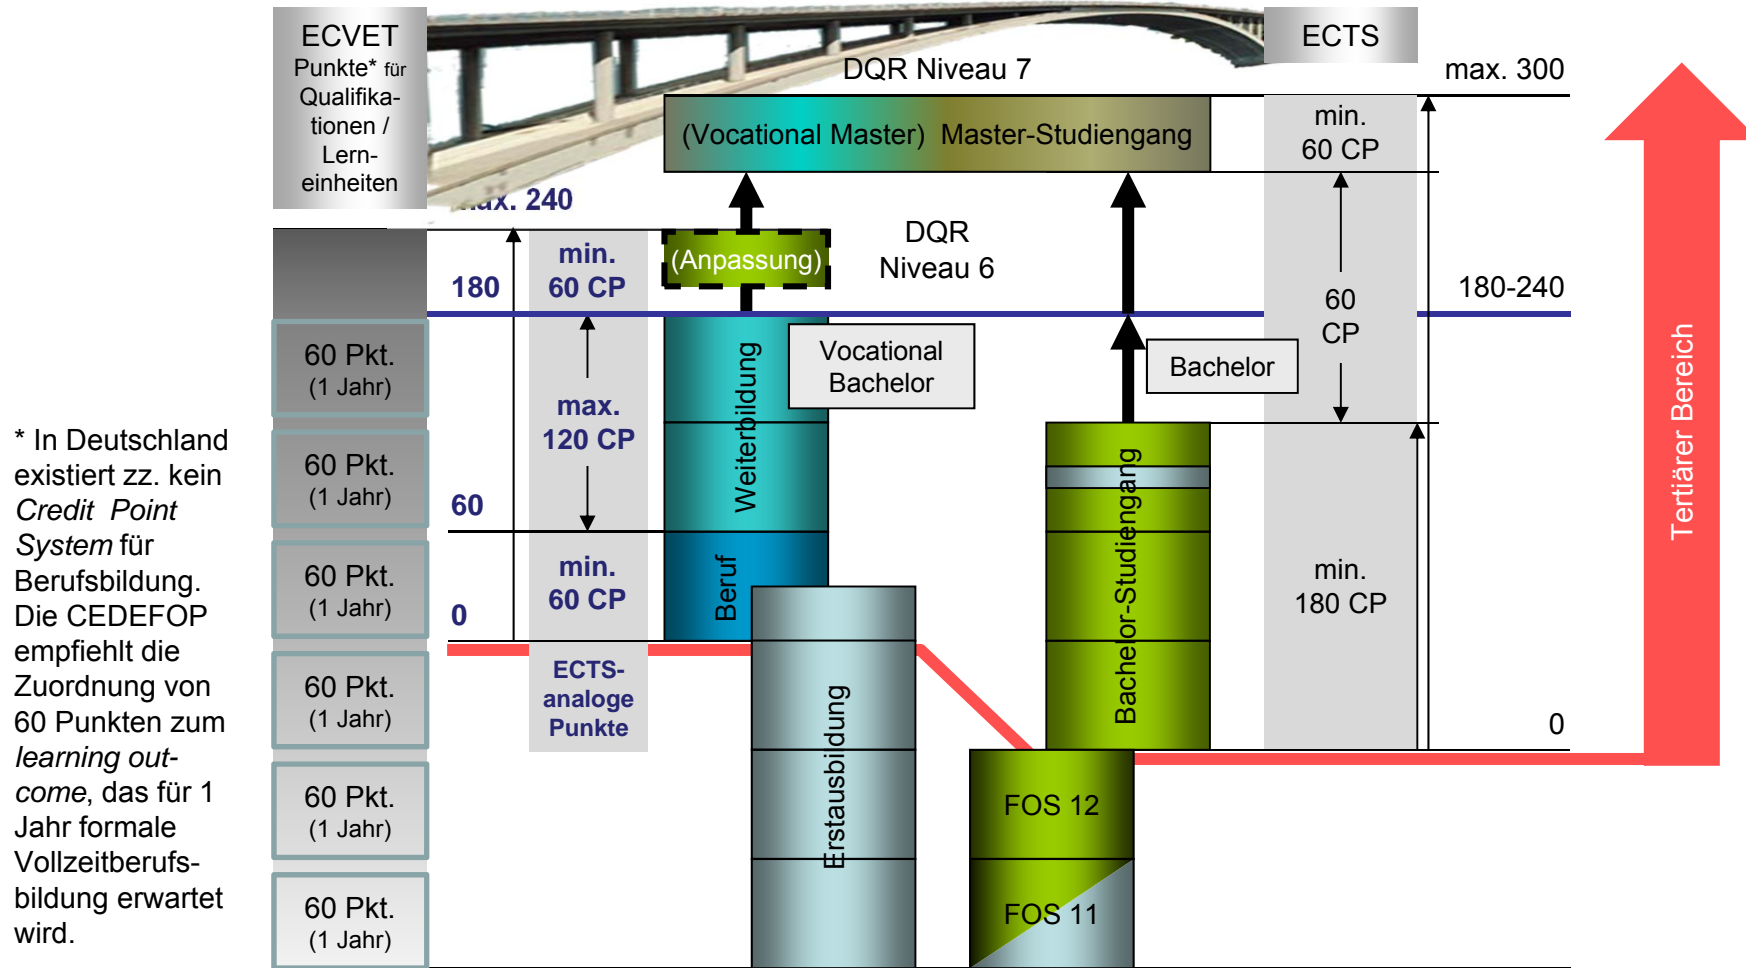 ECVET
Punkte* für
Qualifika-
tionen /
Lern-
einheiten
ECTS
DQR Niveau 7
max. 300
(Vocational Master) Master-Studiengang
min.
60 CP
max. 240
min.
60 CP
(Anpassung)
DQR
Niveau 6
180
180-240
60
CP
60 Pkt.
(1 Jahr)
Weiterbildung
Vocational
Bachelor
Bachelor
max.
120 CP
60 Pkt.
(1 Jahr)
60
Bachelor-Studiengang
Tertiärer Bereich
60 Pkt.
(1 Jahr)
min.
60 CP
Beruf
min.
180 CP
0
60 Pkt.
(1 Jahr)
ECTS-
analoge
Punkte
Erstausbildung
0
60 Pkt.
(1 Jahr)
FOS 12
60 Pkt.
(1 Jahr)
FOS 11
* In Deutschland
existiert zz. kein
Credit Point
System für
Berufsbildung.
Die CEDEFOP
empfiehlt die
Zuordnung von
60 Punkten zum
learning out-
come, das für 1
Jahr formale
Vollzeitberufs-
bildung erwartet
wird.